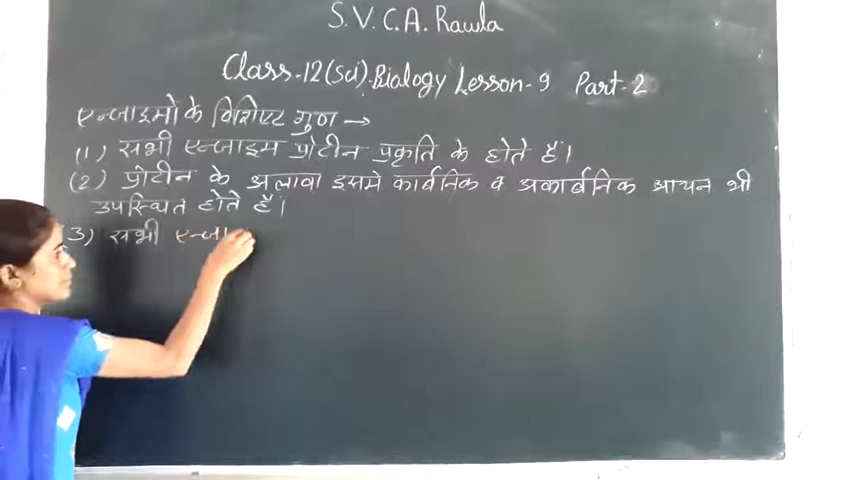 S.V.C.A. Rawla
Class-12(Sci).Biology Lesson-9 Part-2
एन्जाइमो के विशिष्ट गुण →
(1) सभी एन्जाइम प्रोटीन प्रकृति के होते हैं।
(2) प्रोटीन के अलावा इसमे कार्बनिक व अकार्बनिक आयन भी
उपस्थित होते हैं।
3) सभी एन्जा